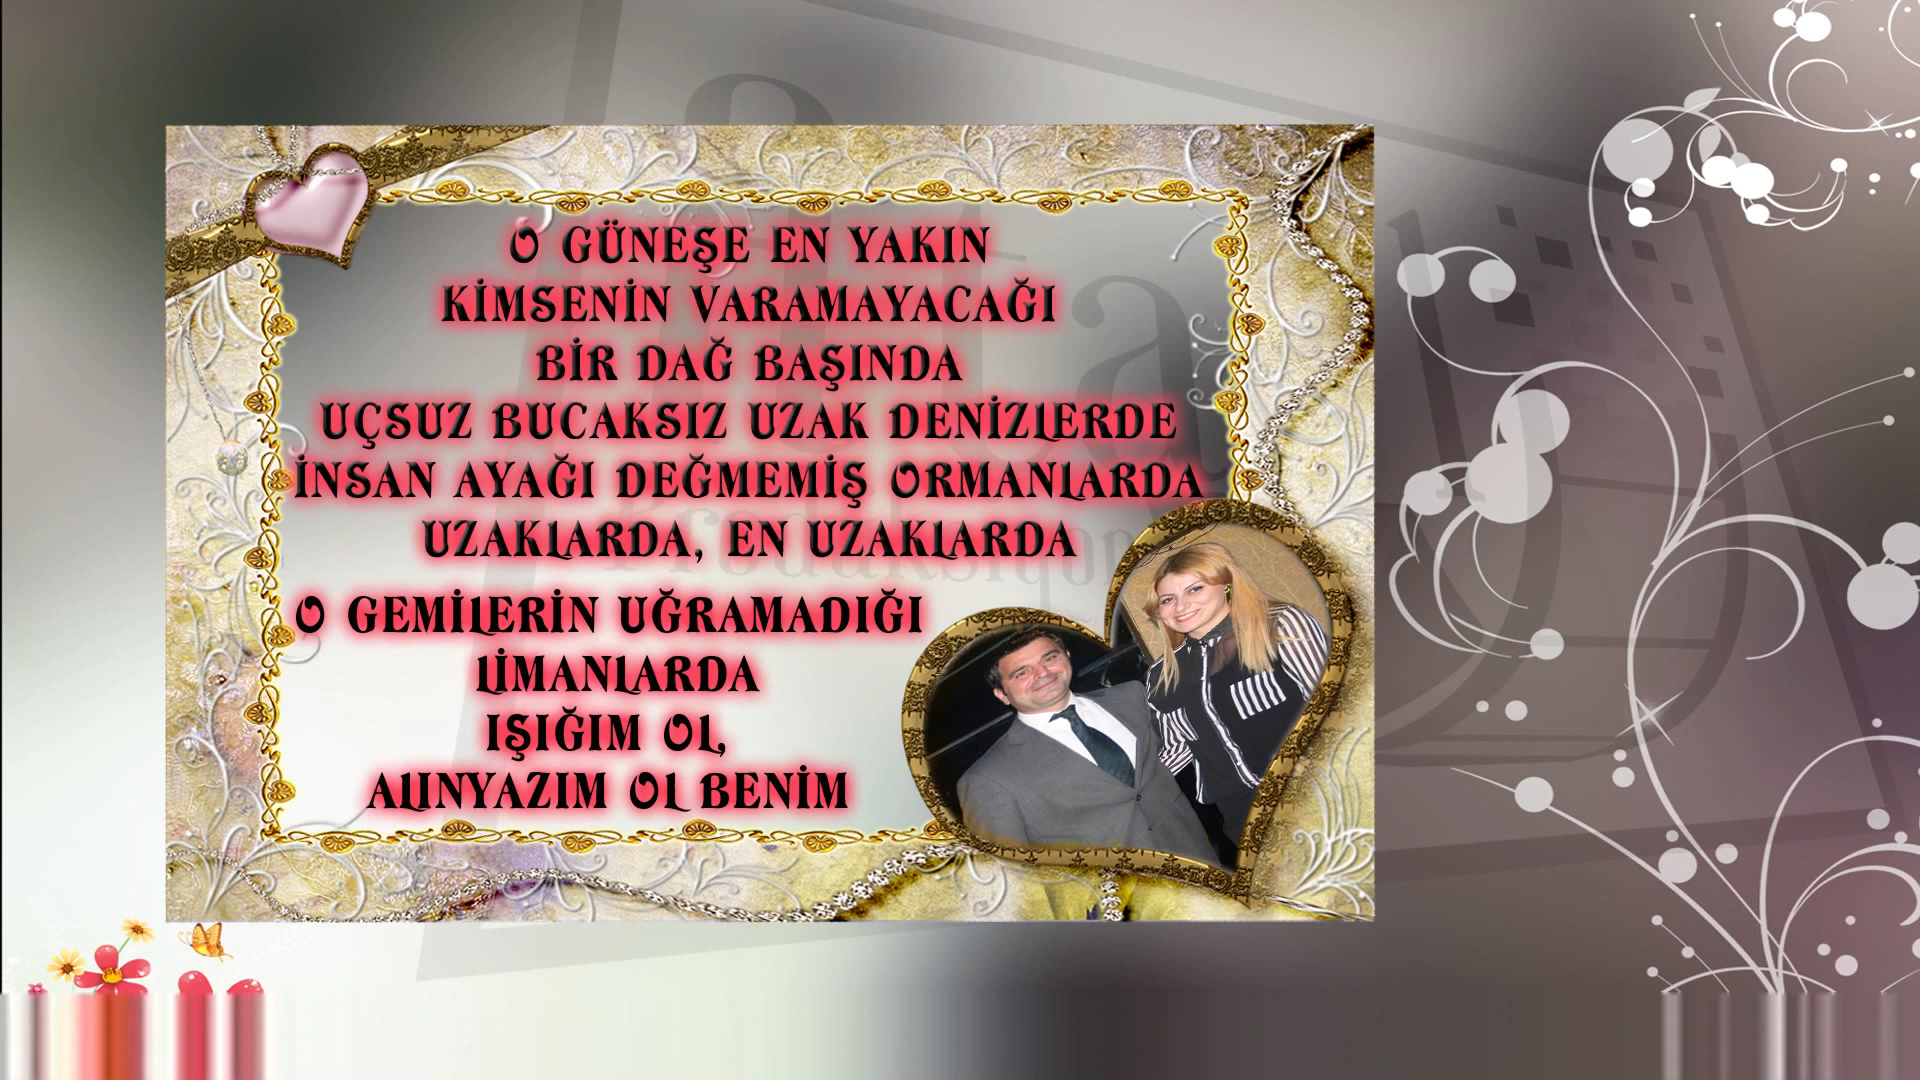 O GÜNEŞE EN YAKIN
KİMSENİN VARAMAYACAĞI
BİR DAĞ BAŞINDA
UÇSUZ BUCAKSIZ UZAK DENİZLERDE
İNSAN AYAĞI DEĞMEMİŞ ORMANLARDA
UZAKLARDA, EN UZAKLARDA
O GEMİLERİN UĞRAMADIĞI
LİMANLARDA
IŞIĞIM OL,
ALINYAZIM OL BENİM